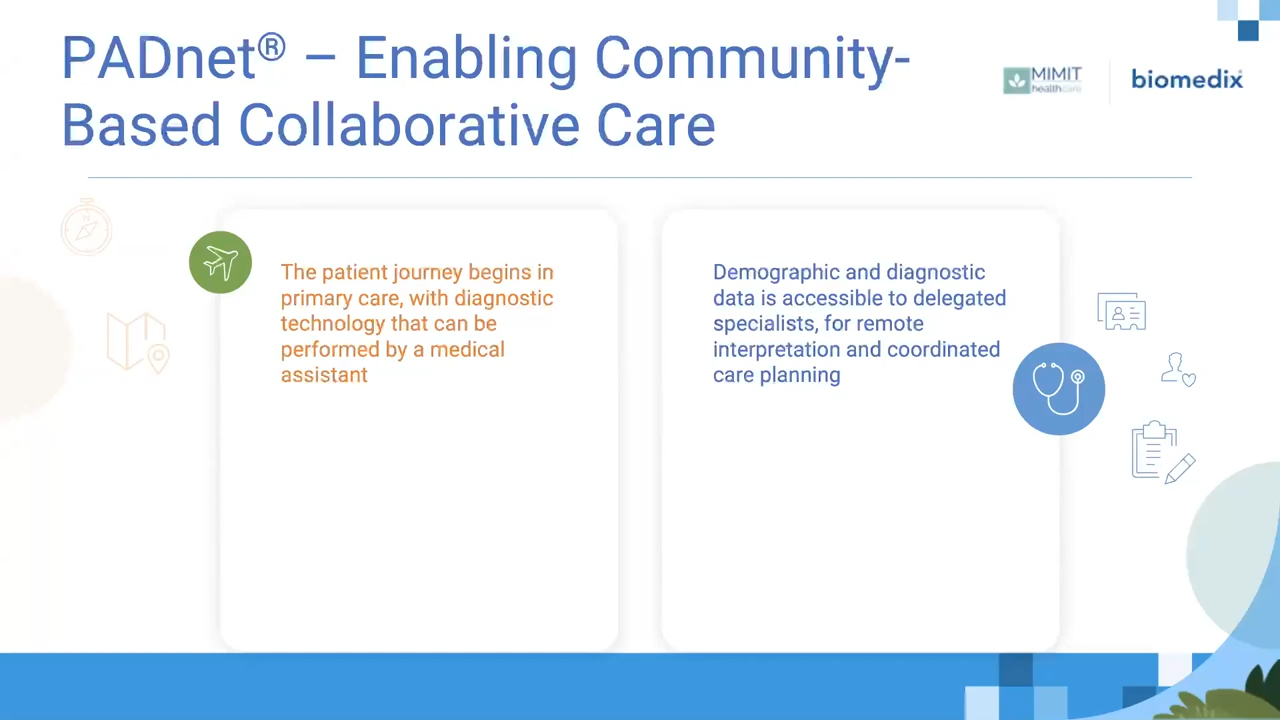 PADnet® – Enabling Community-
Based Collaborative Care
MIMIT
healthcare
biomedix
The patient journey begins in
primary care, with diagnostic
technology that can be
performed by a medical
assistant
Demographic and diagnostic
data is accessible to delegated
specialists, for remote
interpretation and coordinated
care planning